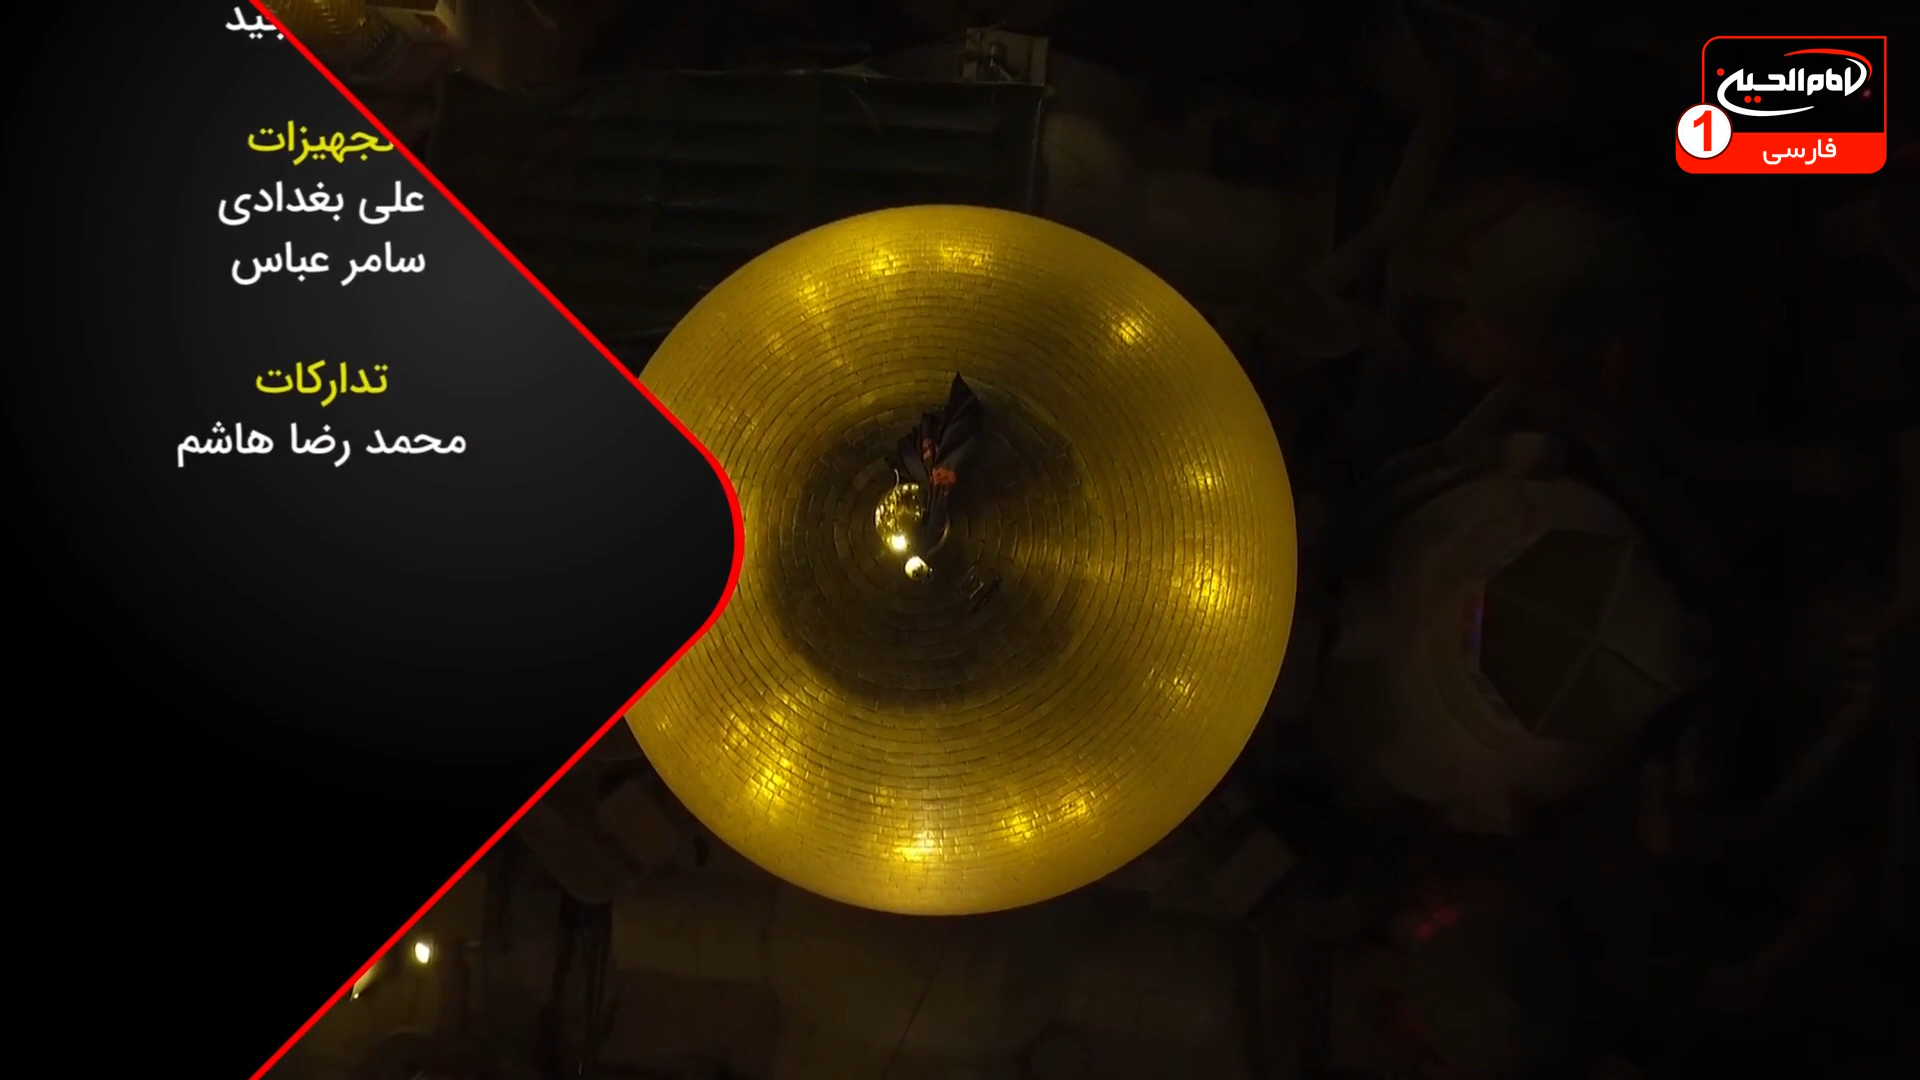 تجهیزات
علی بغدادی
سامر عباس
تدارکات
محمد رضا هاشم
امام الحسین
1
فارسی